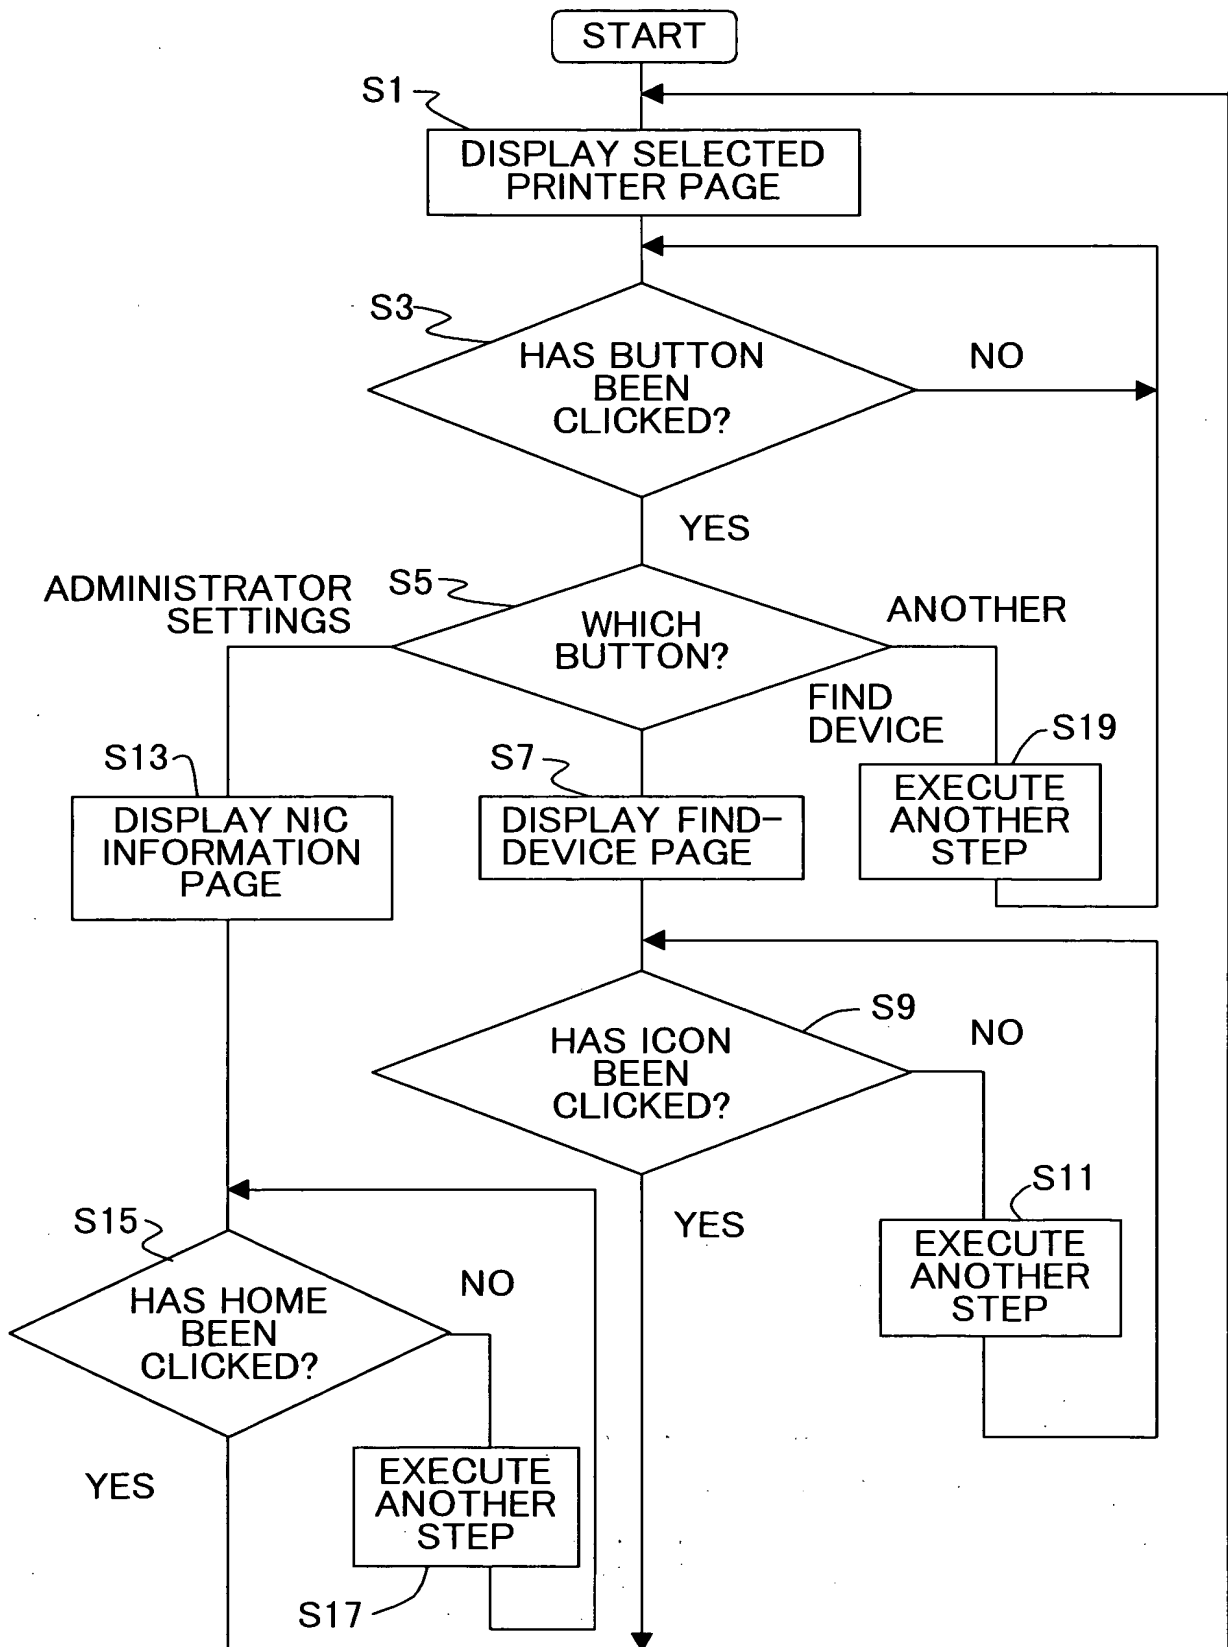 START
S1
DISPLAY SELECTED
PRINTER PAGE
S3
HAS BUTTON
BEEN
CLICKED?
NO
YES
ADMINISTRATOR
SETTINGS
S5
WHICH
BUTTON?
ANOTHER
FIND
DEVICE
S13
DISPLAY NIC
INFORMATION
PAGE
S7
DISPLAY FIND-
DEVICE PAGE
S19
EXECUTE
ANOTHER
STEP
S9
HAS ICON
BEEN
CLICKED?
NO
YES
S11
EXECUTE
ANOTHER
STEP
S15
HAS HOME
BEEN
CLICKED?
NO
YES
EXECUTE
ANOTHER
STEP
S17